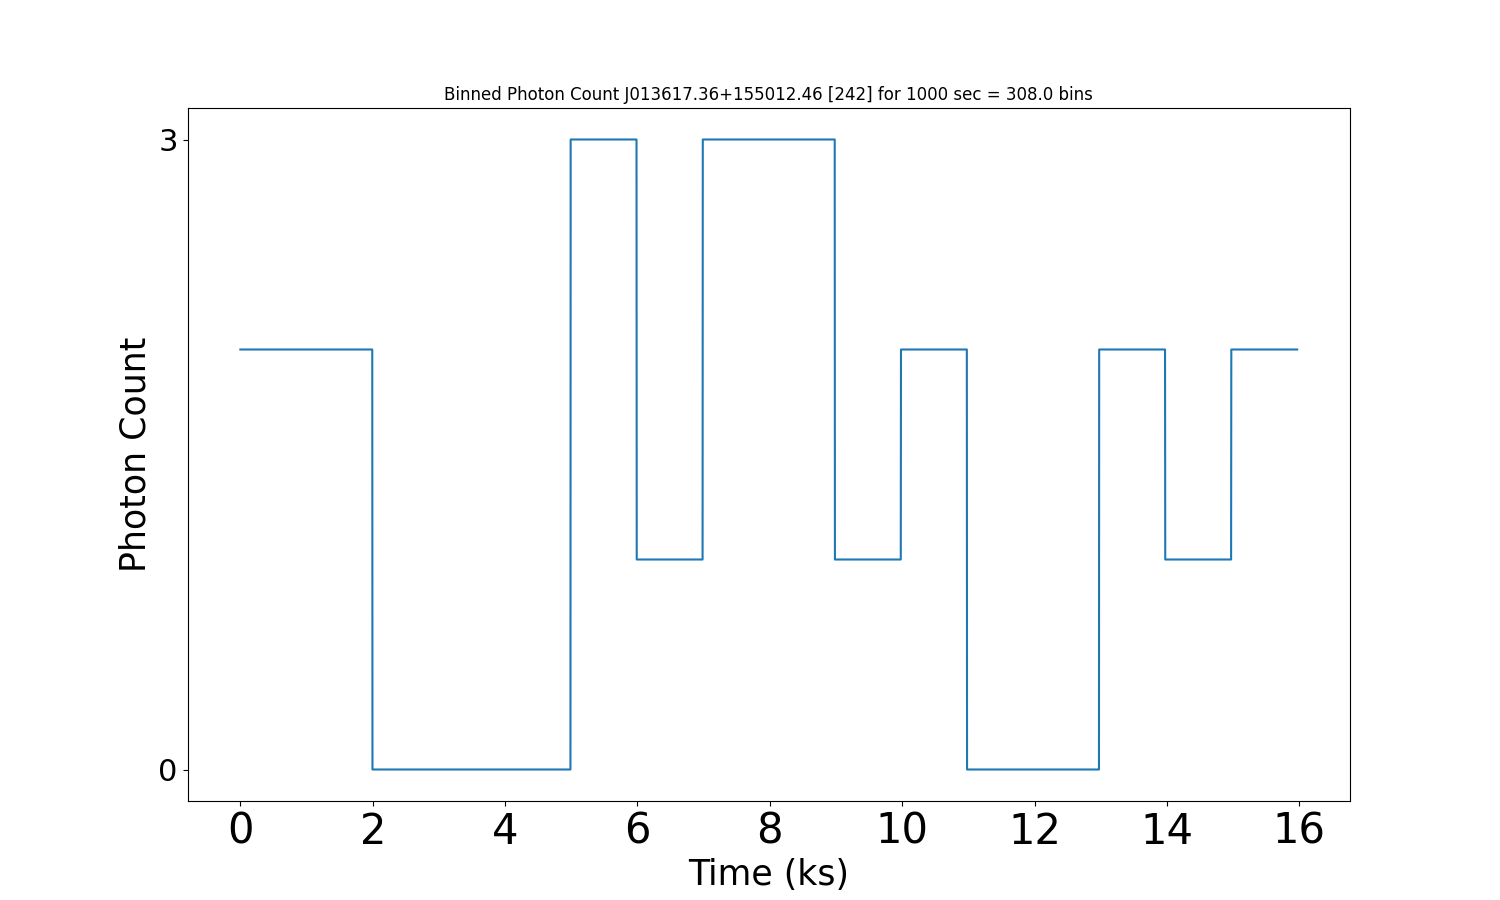 Binned Photon Count J013617.36+155012.46 [242] for 1000 sec = 308.0 bins
3
Photon Count
0
0 2 4 6 8 10 12 14 16
Time (ks)